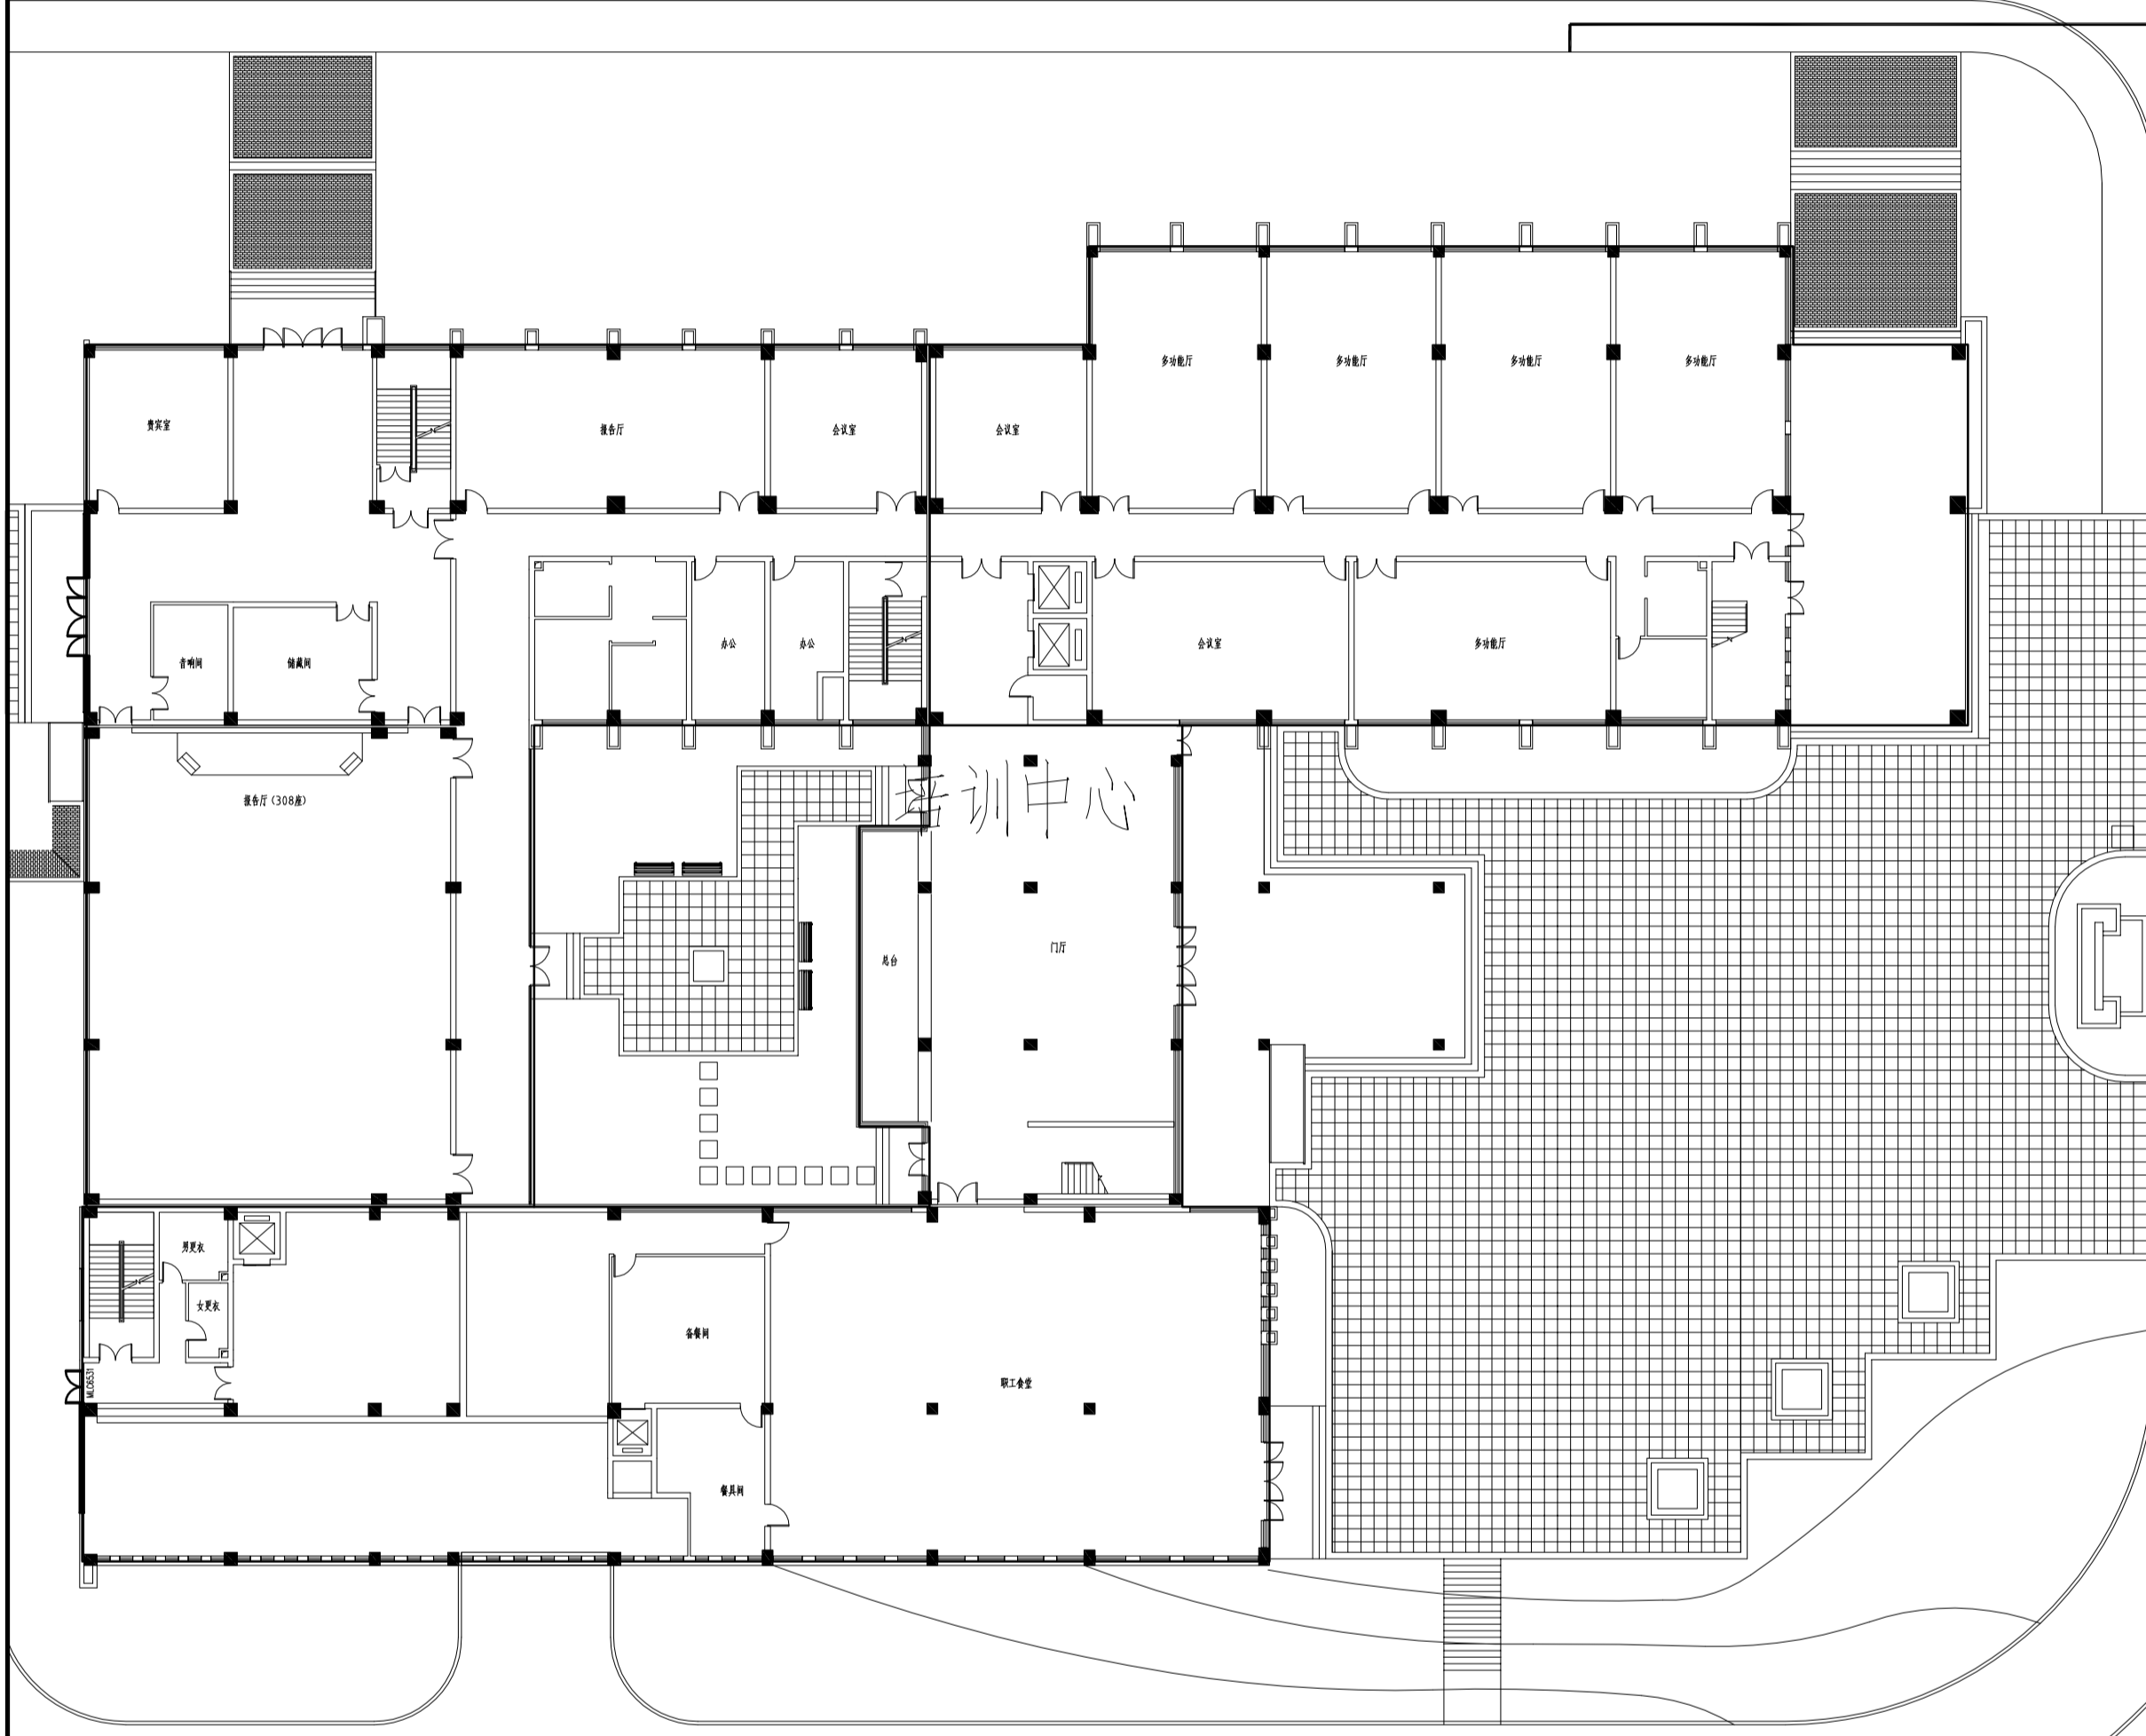 多功能厅
多功能厅
多功能厅
多功能厅
贵宾室
报告厅
会议室
会议室
音响间
储藏间
办公
办公
会议室
多功能厅
培训中心
报告厅（308座）
总台
门厅
男更衣
女更衣
备餐间
职工食堂
MLC6531
餐具间